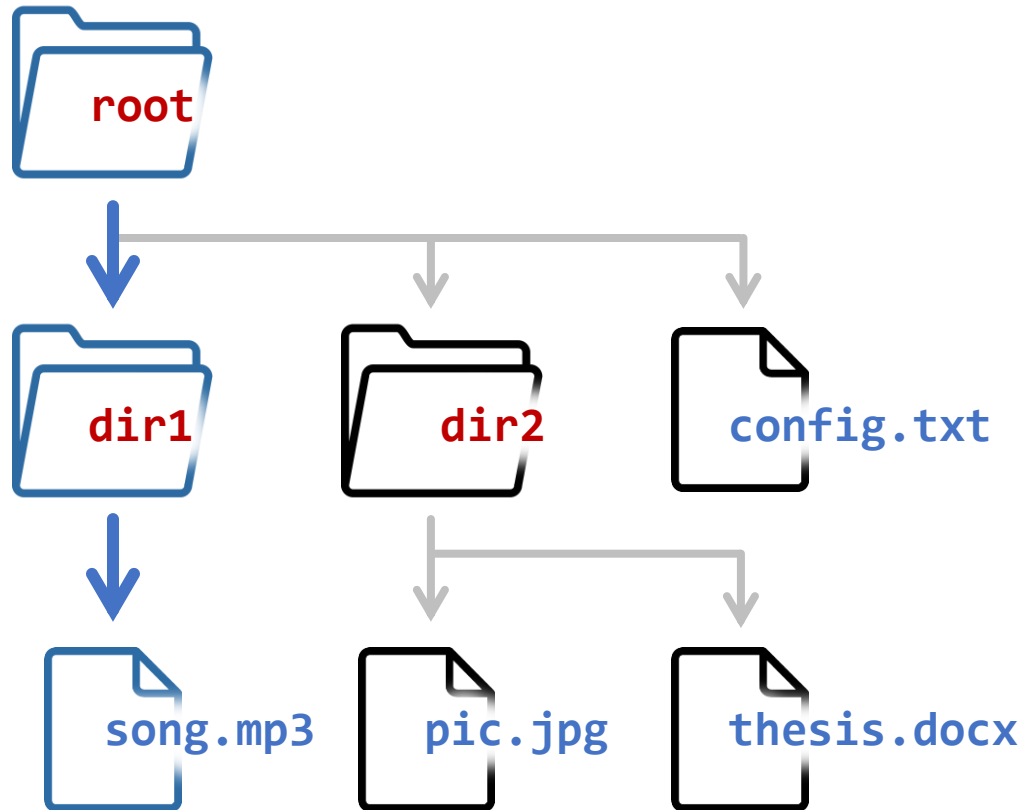 root
dir1 dir2 config.txt
song.mp3 pic.jpg thesis.docx